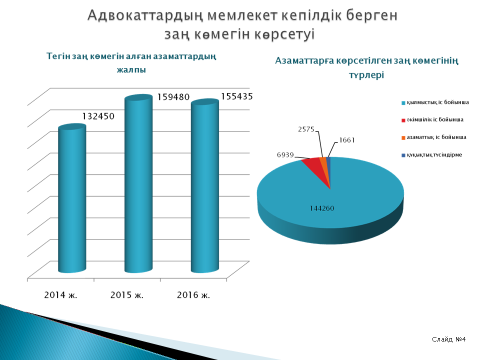 Адвокаттардың мемлекет кепілдік берген
заң көмегін көрсетуі
Тегін заң көмегін алған азаматтардың
жалпы
132450
159480
155435
2014 ж.
2015 ж.
2016 ж.
Азаматтарға көрсетілген заң көмегінің
түрлері
2575
1661
6939
144260
қылмыстық іс бойынша
әкімшілік іс бойынша
азаматтық іс бойынша
құқықтық түсіндірме
Слайд №4